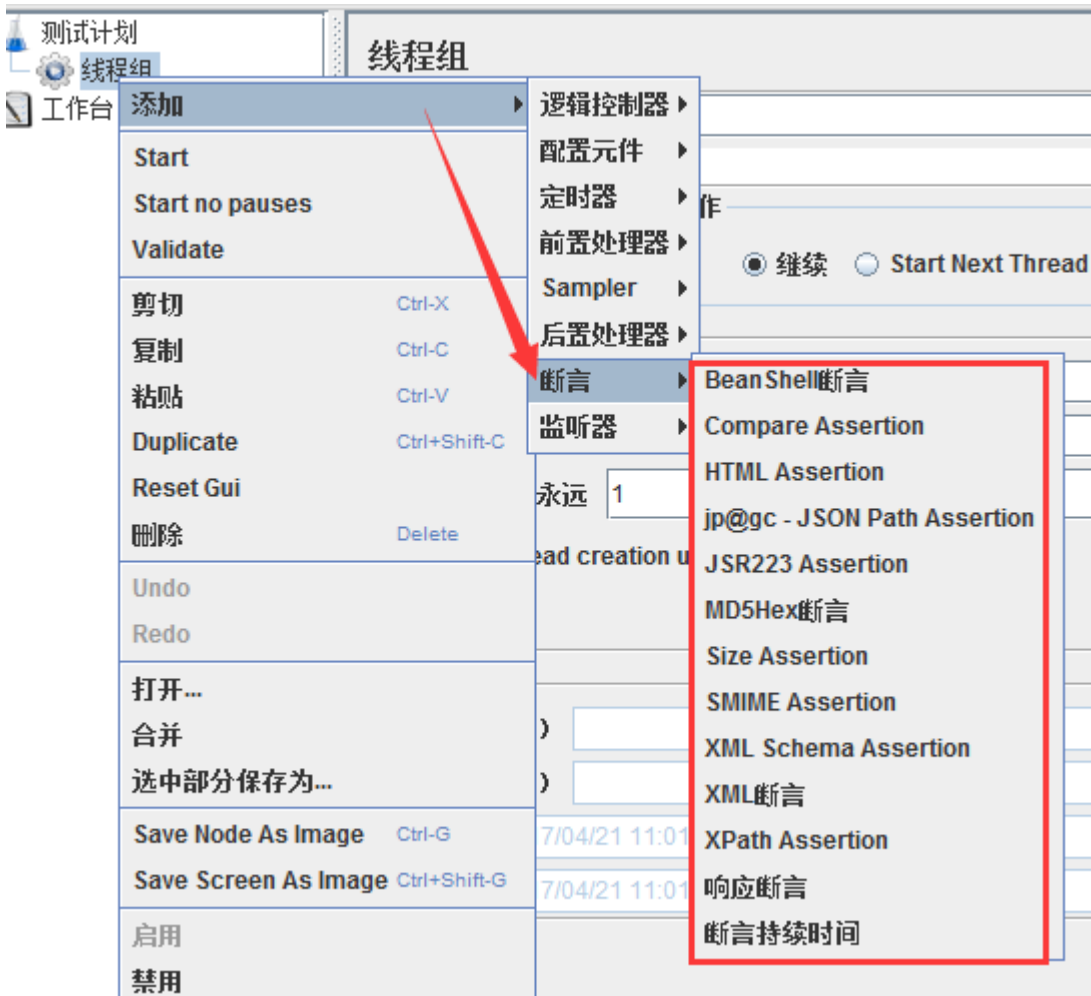 测试计划
线程组
工作台
线程组
添加
Start
Start no pauses
Validate
剪切 Ctrl-X
复制 Ctrl-C
粘贴 Ctrl-V
Duplicate Ctrl+Shift-C
Reset Gui
删除 Delete
Undo
Redo
打开...
合并
选中部分保存为...
Save Node As Image Ctrl-G
Save Screen As Image Ctrl+Shift-G
启用
禁用
逻辑控制器
配置元件
定时器
前置处理器
Sampler
后置处理器
断言
监听器
BeanShell断言
Compare Assertion
HTML Assertion
jp@gc - JSON Path Assertion
JSR223 Assertion
MD5Hex断言
Size Assertion
SMIME Assertion
XML Schema Assertion
XML断言
XPath Assertion
响应断言
断言持续时间
作
继续 Start Next Thread
永远 1
ead creation u
)
)
7/04/21 11:01
7/04/21 11:01